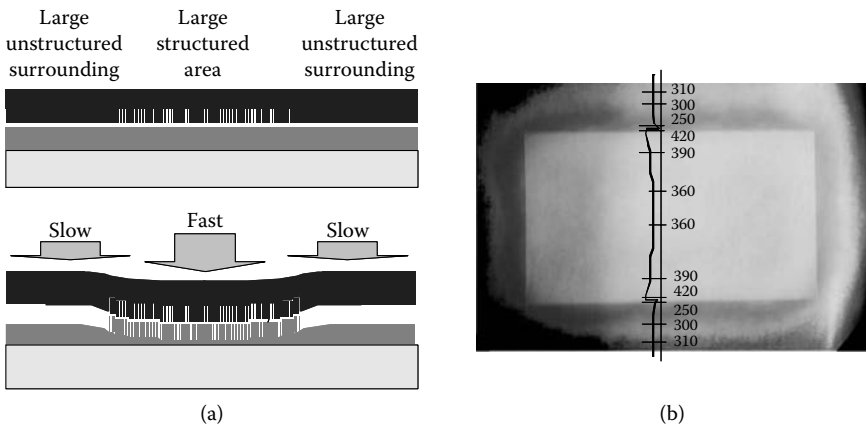 Large Large Large
unstructured structured unstructured
surrounding area surrounding
Slow Fast Slow
(a)
310
300
250
420
390
360
360
390
420
250
300
310
(b)